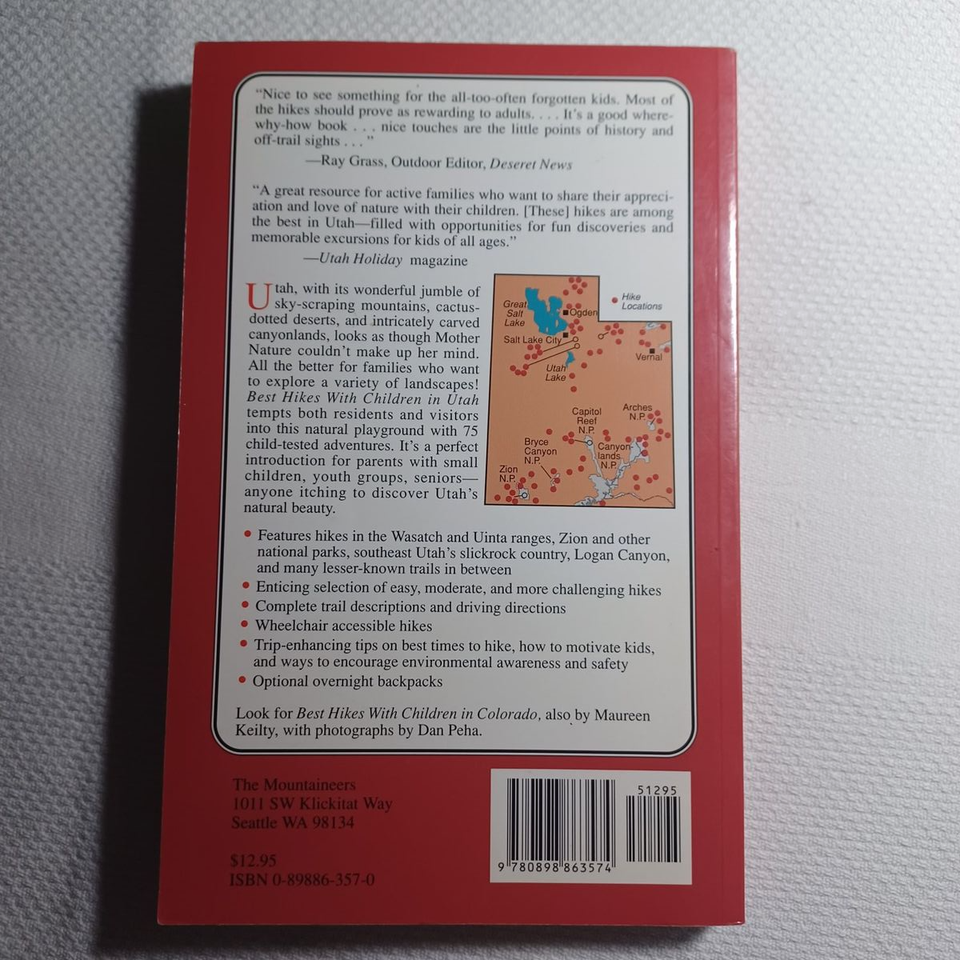 “Nice to see something for the all-too-often forgotten kids. Most of
the hikes should prove as rewarding to adults. . . . It’s a good where-
why-how book . . . nice touches are the little points of history and
off-trail sights . . . ”
—Ray Grass, Outdoor Editor, Deseret News
“A great resource for active families who want to share their appreci-
ation and love of nature with their children. [These] hikes are among
the best in Utah—filled with opportunities for fun discoveries and
memorable excursions for kids of all ages.”
—Utah Holiday magazine
Utah, with its wonderful jumble of
sky-scraping mountains, cactus-
dotted deserts, and intricately carved
canyonlands, looks as though Mother
Nature couldn’t make up her mind.
All the better for families who want
to explore a variety of landscapes!
Best Hikes With Children in Utah
tempts both residents and visitors
into this natural playground with 75
child-tested adventures. It’s a perfect
introduction for parents with small
children, youth groups, seniors—
anyone itching to discover Utah’s
natural beauty.
Hike
Locations
Great
Salt
Lake
Ogden
Salt Lake City
Vernal
Utah
Lake
Capitol
Reef
N.P.
Arches
N.P.
Bryce
Canyon
N.P.
Canyon-
lands
N.P.
Zion
N.P.
• Features hikes in the Wasatch and Uinta ranges, Zion and other
national parks, southeast Utah’s slickrock country, Logan Canyon,
and many lesser-known trails in between
• Enticing selection of easy, moderate, and more challenging hikes
• Complete trail descriptions and driving directions
• Wheelchair accessible hikes
• Trip-enhancing tips on best times to hike, how to motivate kids,
and ways to encourage environmental awareness and safety
• Optional overnight backpacks
Look for Best Hikes With Children in Colorado, also by Maureen
Keilty, with photographs by Dan Peha.
The Mountaineers
1011 SW Klickitat Way
Seattle WA 98134
$12.95
ISBN 0-89886-357-0
51295
9 780898 863574